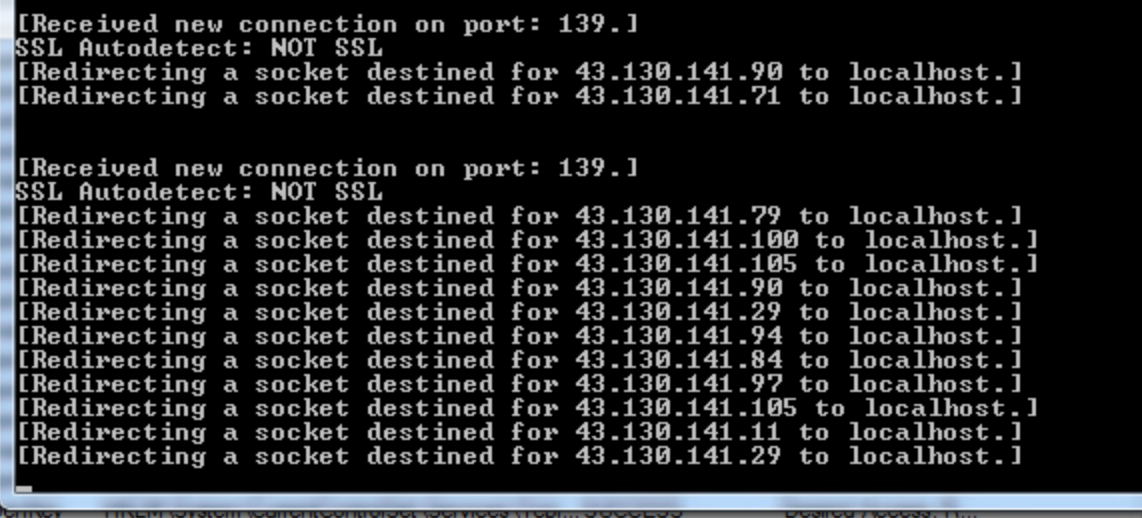 [Received new connection on port: 139.]
SSL Autodetect: NOT SSL
[Redirecting a socket destined for 43.130.141.90 to localhost.]
[Redirecting a socket destined for 43.130.141.71 to localhost.]
[Received new connection on port: 139.]
SSL Autodetect: NOT SSL
[Redirecting a socket destined for 43.130.141.79 to localhost.]
[Redirecting a socket destined for 43.130.141.100 to localhost.]
[Redirecting a socket destined for 43.130.141.105 to localhost.]
[Redirecting a socket destined for 43.130.141.90 to localhost.]
[Redirecting a socket destined for 43.130.141.29 to localhost.]
[Redirecting a socket destined for 43.130.141.94 to localhost.]
[Redirecting a socket destined for 43.130.141.84 to localhost.]
[Redirecting a socket destined for 43.130.141.97 to localhost.]
[Redirecting a socket destined for 43.130.141.105 to localhost.]
[Redirecting a socket destined for 43.130.141.11 to localhost.]
[Redirecting a socket destined for 43.130.141.29 to localhost.]